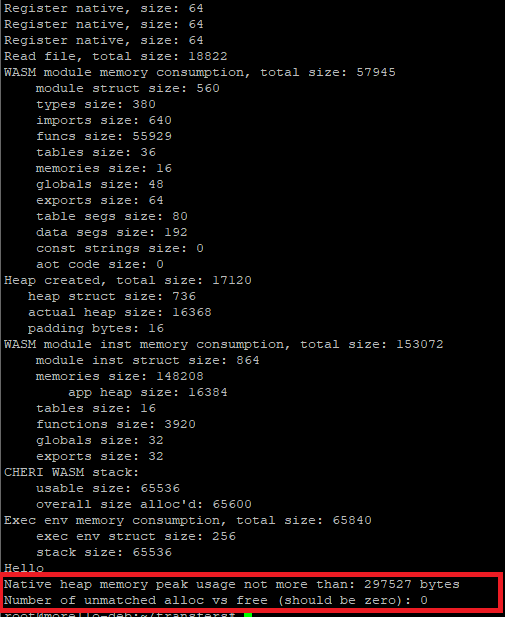 Register native, size: 64
Register native, size: 64
Register native, size: 64
Read file, total size: 18822
WASM module memory consumption, total size: 57945
module struct size: 560
types size: 380
imports size: 640
funcs size: 55929
tables size: 36
memories size: 16
globals size: 48
exports size: 64
table segs size: 80
data segs size: 192
const strings size: 0
aot code size: 0
Heap created, total size: 17120
heap struct size: 736
actual heap size: 16368
padding bytes: 16
WASM module inst memory consumption, total size: 153072
module inst struct size: 864
memories size: 148208
app heap size: 16384
tables size: 16
functions size: 3920
globals size: 32
exports size: 32
CHERI WASM stack:
usable size: 65536
overall size alloc'd: 65600
Exec env memory consumption, total size: 65840
exec env struct size: 256
stack size: 65536
Hello
Native heap memory peak usage not more than: 297527 bytes
Number of unmatched alloc vs free (should be zero): 0
root@morello-deb:~/transfers#